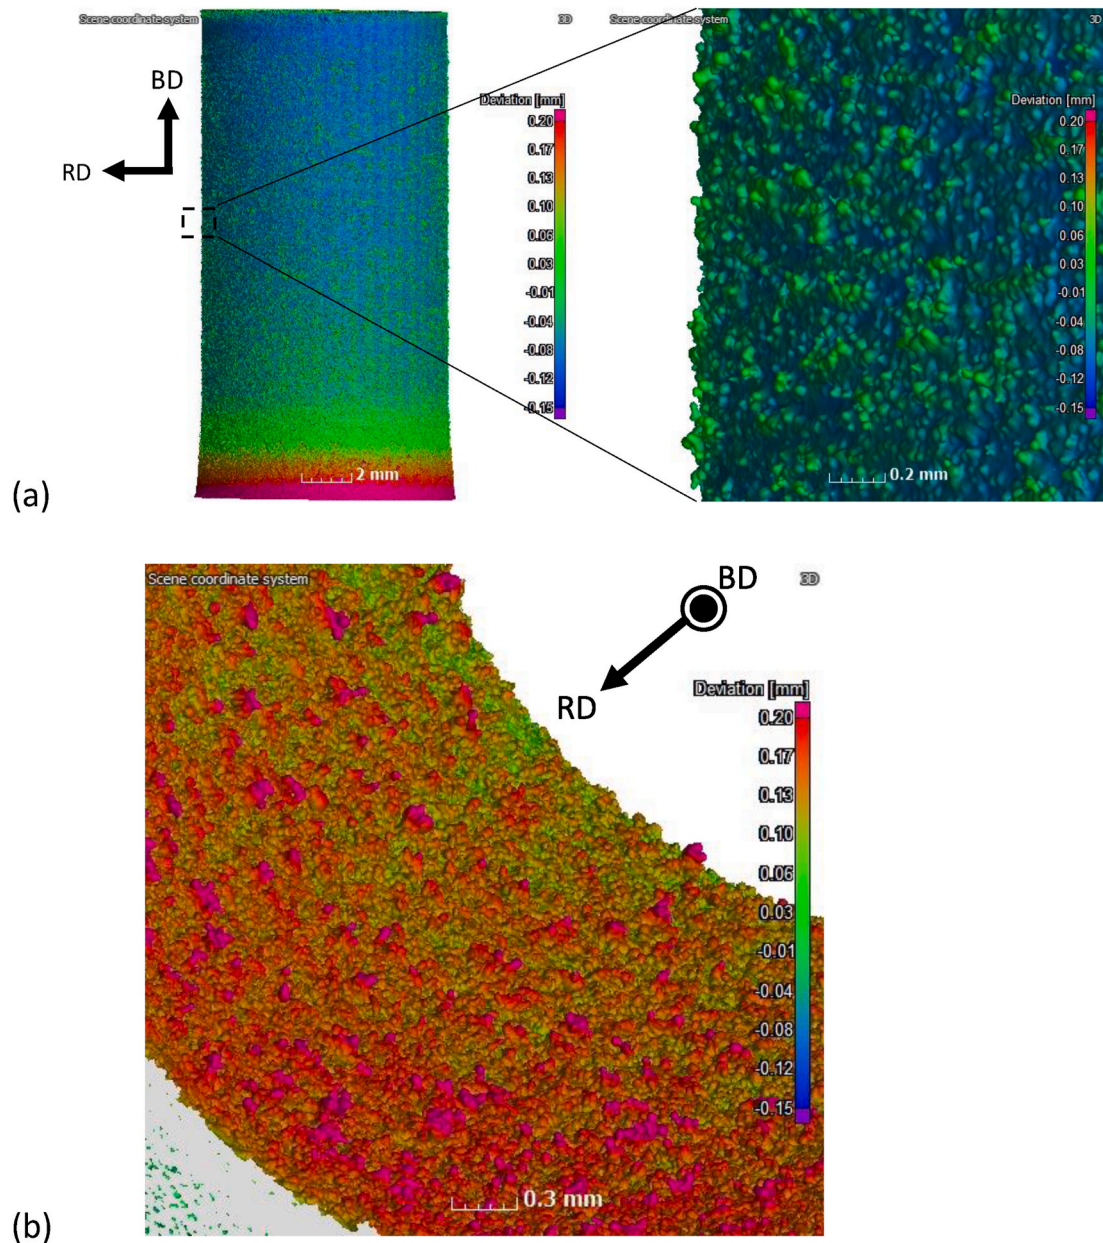 Scene coordinate system 3D
BD
RD
Deviation [mm]
0.20
0.17
0.13
0.10
0.06
0.03
-0.01
-0.04
-0.08
-0.12
-0.15
2 mm
Scene coordinate system 3D
Deviation [mm]
0.20
0.17
0.13
0.10
0.06
0.03
-0.01
-0.04
-0.08
-0.12
-0.15
0.2 mm
(a)
Scene coordinate system 3D
BD
RD
Deviation [mm]
0.20
0.17
0.13
0.10
0.06
0.03
-0.01
-0.04
-0.08
-0.12
-0.15
0.3 mm
(b)